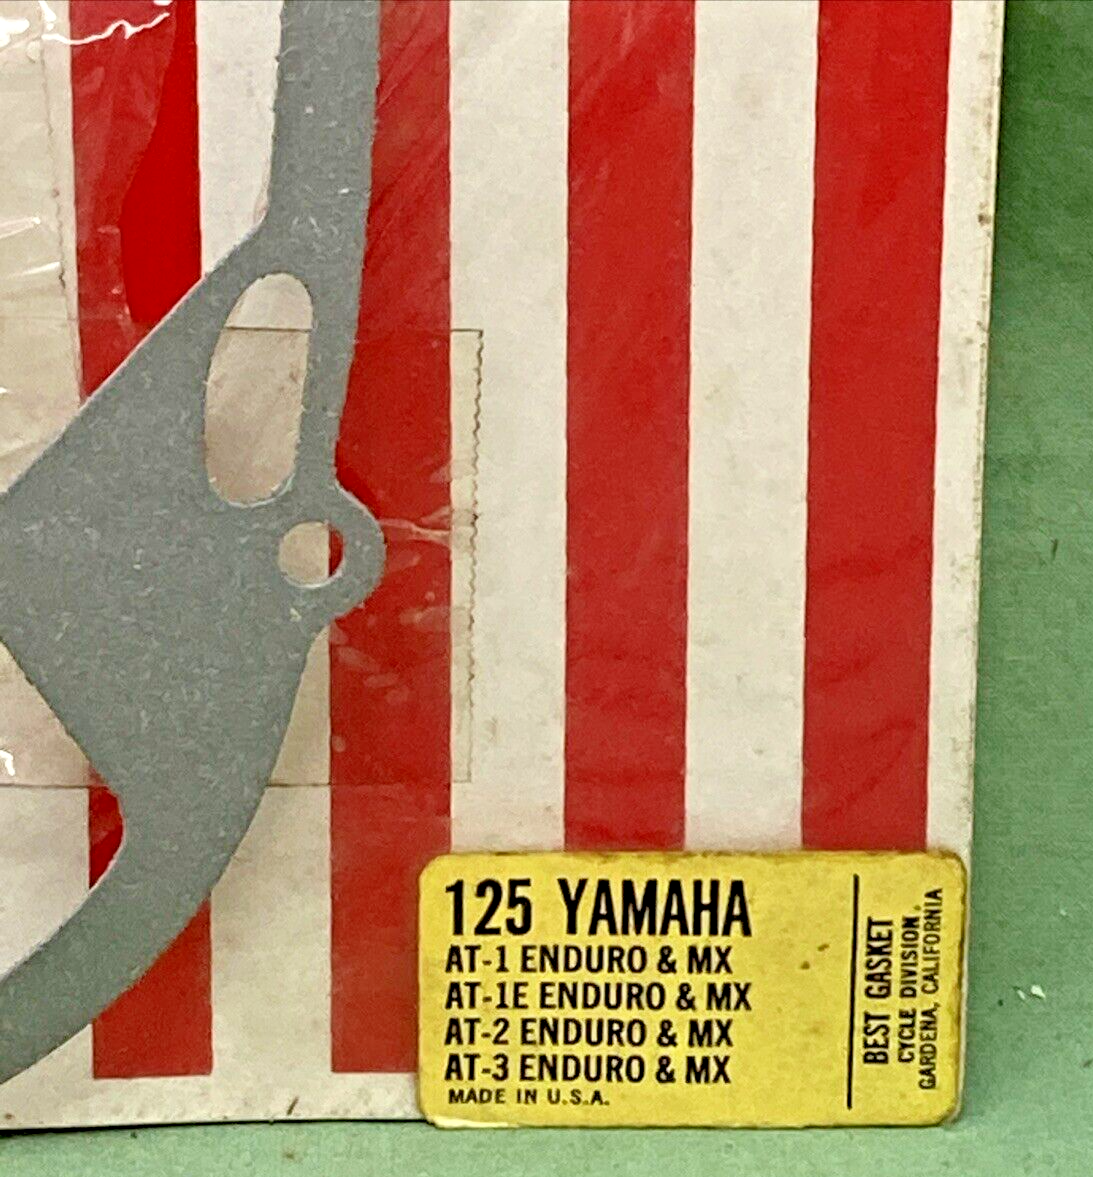 125 YAMAHA
AT-1 ENDURO & MX
AT-1E ENDURO & MX
AT-2 ENDURO & MX
AT-3 ENDURO & MX
MADE IN U.S.A.
BEST GASKET
CYCLE DIVISION
GARDENA, CALIFORNIA